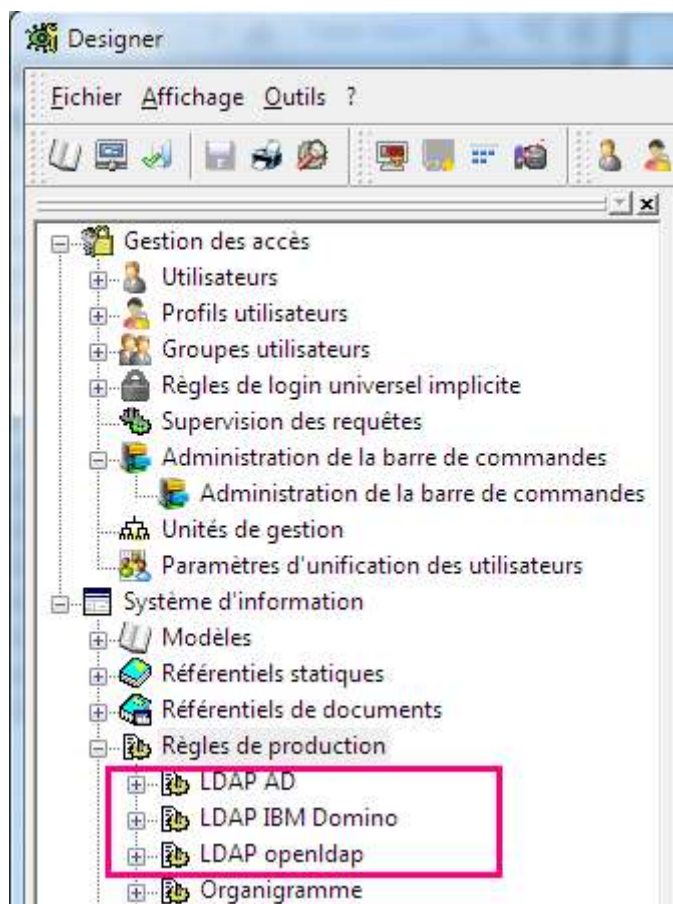 Designer
Fichier Affichage Outils ?
Gestion des accès
Utilisateurs
Profils utilisateurs
Groupes utilisateurs
Règles de login universel implicite
Supervision des requêtes
Administration de la barre de commandes
Administration de la barre de commandes
Unités de gestion
Paramètres d'unification des utilisateurs
Système d'information
Modèles
Référentiels statiques
Référentiels de documents
Règles de production
LDAP AD
LDAP IBM Domino
LDAP openldap
Organigramme